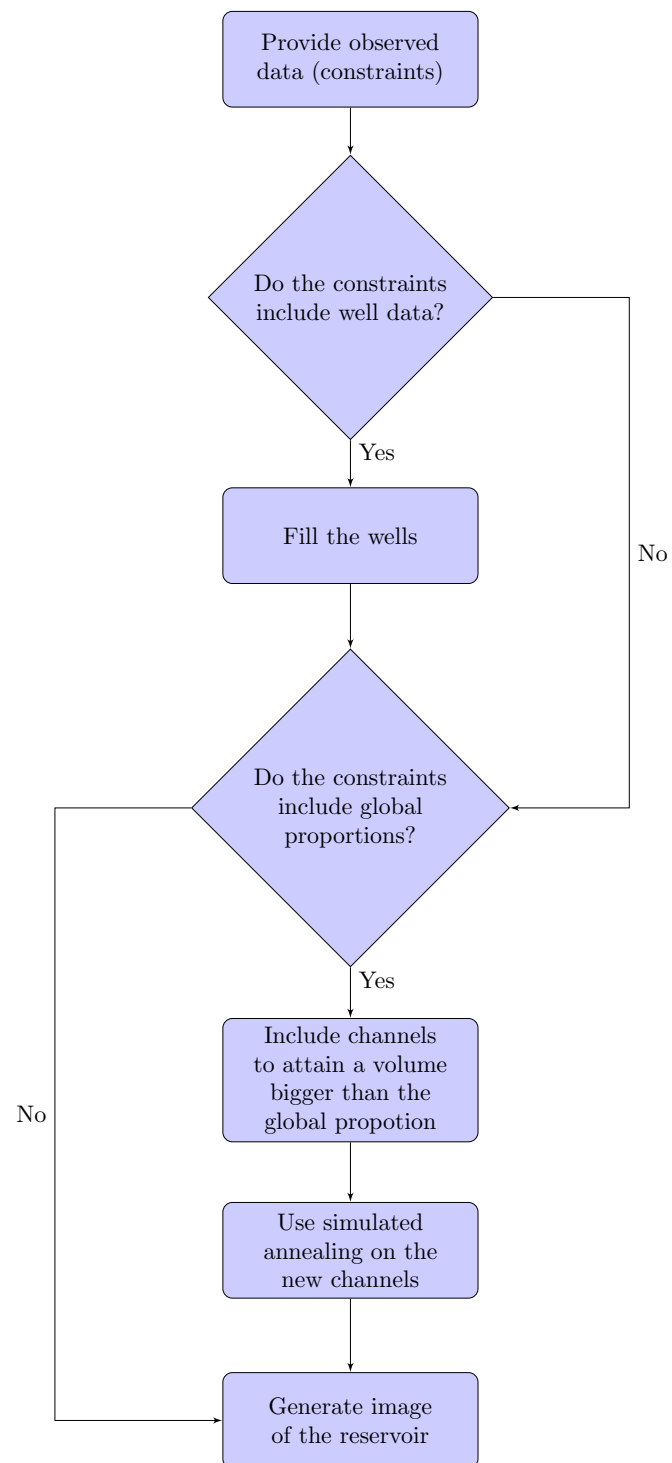 Provide observed
data (constraints)
Do the constraints
include well data?
Yes
Fill the wells
No
Do the constraints
include global
proportions?
Yes
Include channels
to attain a volume
bigger than the
global propotion
No
Use simulated
annealing on the
new channels
Generate image
of the reservoir